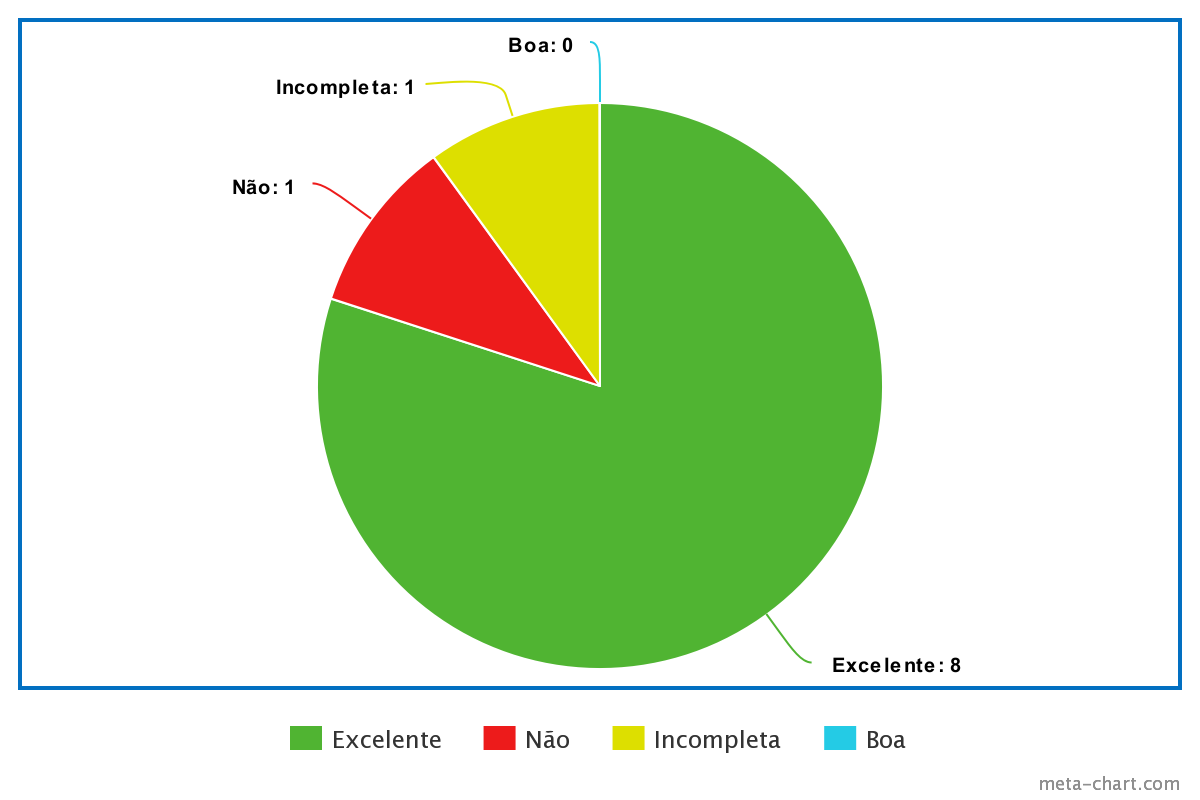 Boa: 0
Incompleta: 1
Não: 1
Excelente: 8
Excelente Não Incompleta Boa
meta-chart.com